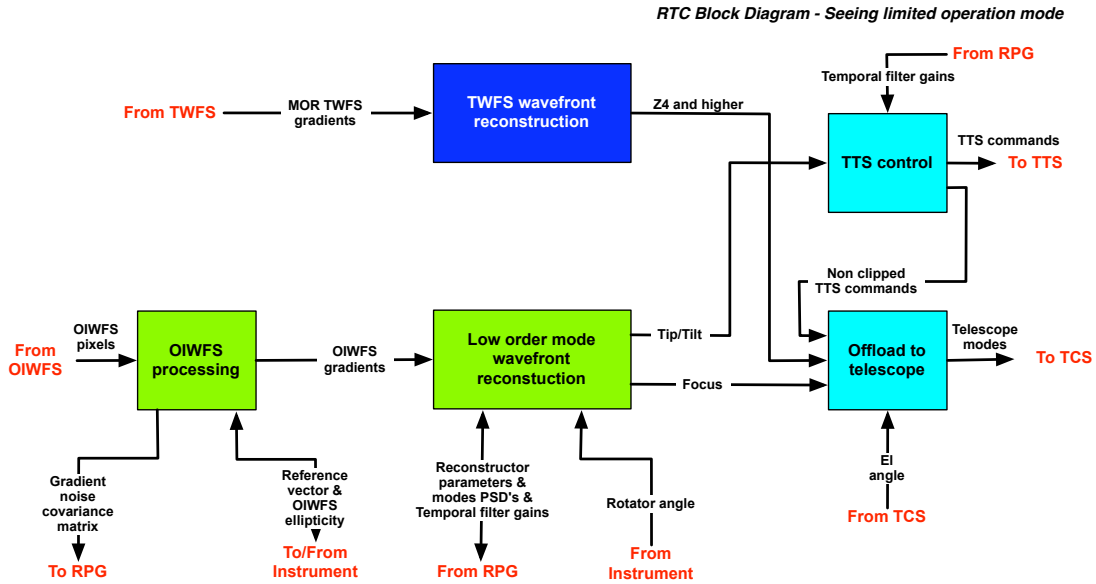 RTC Block Diagram - Seeing limited operation mode
From RPG
Temporal filter gains
From TWFS
MOR TWFS
gradients
TWFS wavefront
reconstruction
Z4 and higher
TTS control
TTS commands
To TTS
Non clipped
TTS commands
From
OIWFS
OIWFS
pixels
OIWFS
processing
OIWFS
gradients
Low order mode
wavefront
reconstuction
Tip/Tilt
Focus
Offload to
telescope
Telescope
modes
To TCS
Gradient
noise
covariance
matrix
To RPG
Reference
vector &
OIWFS
ellipticity
To/From
Instrument
Reconstructor
parameters &
modes PSD's &
Temporal filter gains
From RPG
Rotator angle
From
Instrument
El
angle
From TCS